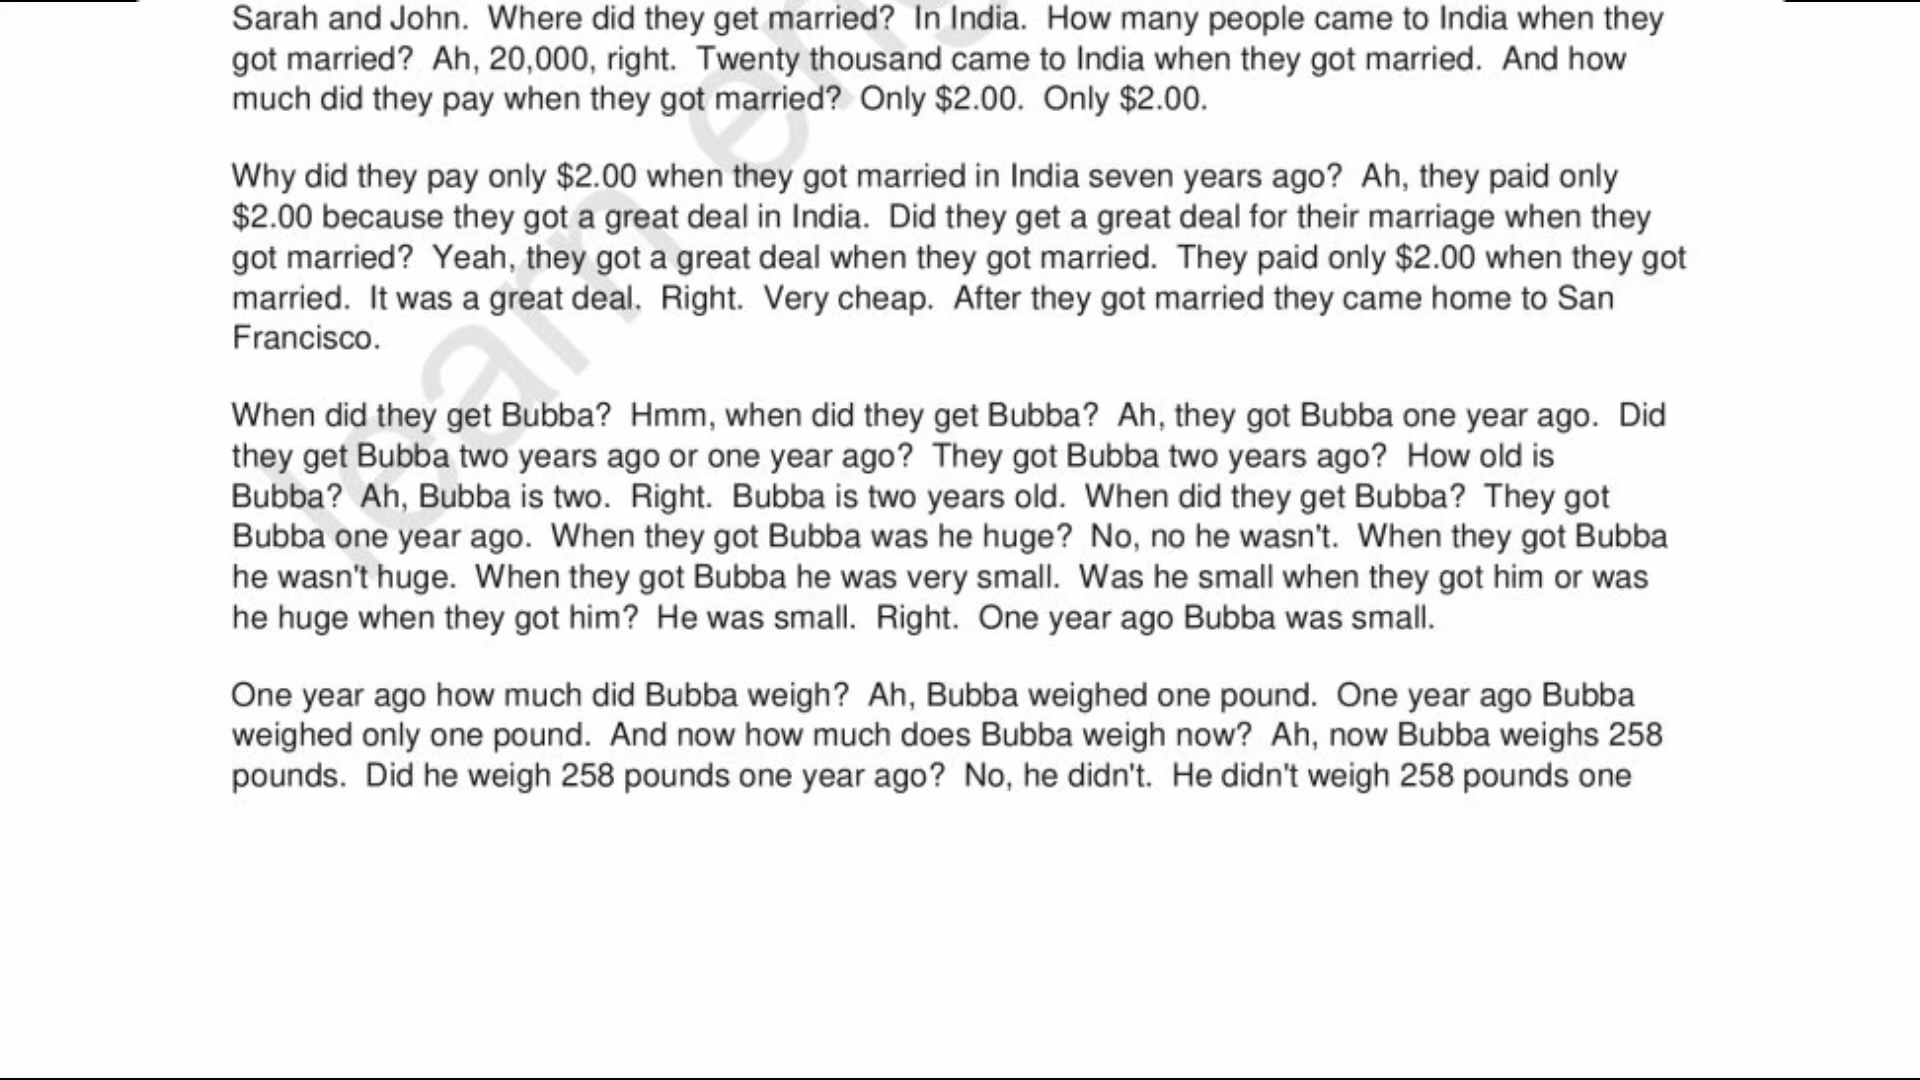 Sarah and John.  Where did they get married?  In India.  How many people came to India when they
got married?  Ah, 20,000, right.  Twenty thousand came to India when they got married.  And how
much did they pay when they got married?  Only $2.00.  Only $2.00.
Why did they pay only $2.00 when they got married in India seven years ago?  Ah, they paid only
$2.00 because they got a great deal in India.  Did they get a great deal for their marriage when they
got married?  Yeah, they got a great deal when they got married.  They paid only $2.00 when they got
married.  It was a great deal.  Right.  Very cheap.  After they got married they came home to San
Francisco.
When did they get Bubba?  Hmm, when did they get Bubba?  Ah, they got Bubba one year ago.  Did
they get Bubba two years ago or one year ago?  They got Bubba two years ago?  How old is
Bubba?  Ah, Bubba is two.  Right.  Bubba is two years old.  When did they get Bubba?  They got
Bubba one year ago.  When they got Bubba was he huge?  No, no he wasn't.  When they got Bubba
he wasn't huge.  When they got Bubba he was very small.  Was he small when they got him or was
he huge when they got him?  He was small.  Right.  One year ago Bubba was small.
One year ago how much did Bubba weigh?  Ah, Bubba weighed one pound.  One year ago Bubba
weighed only one pound.  And now how much does Bubba weigh now?  Ah, now Bubba weighs 258
pounds.  Did he weigh 258 pounds one year ago?  No, he didn't.  He didn't weigh 258 pounds one
learn